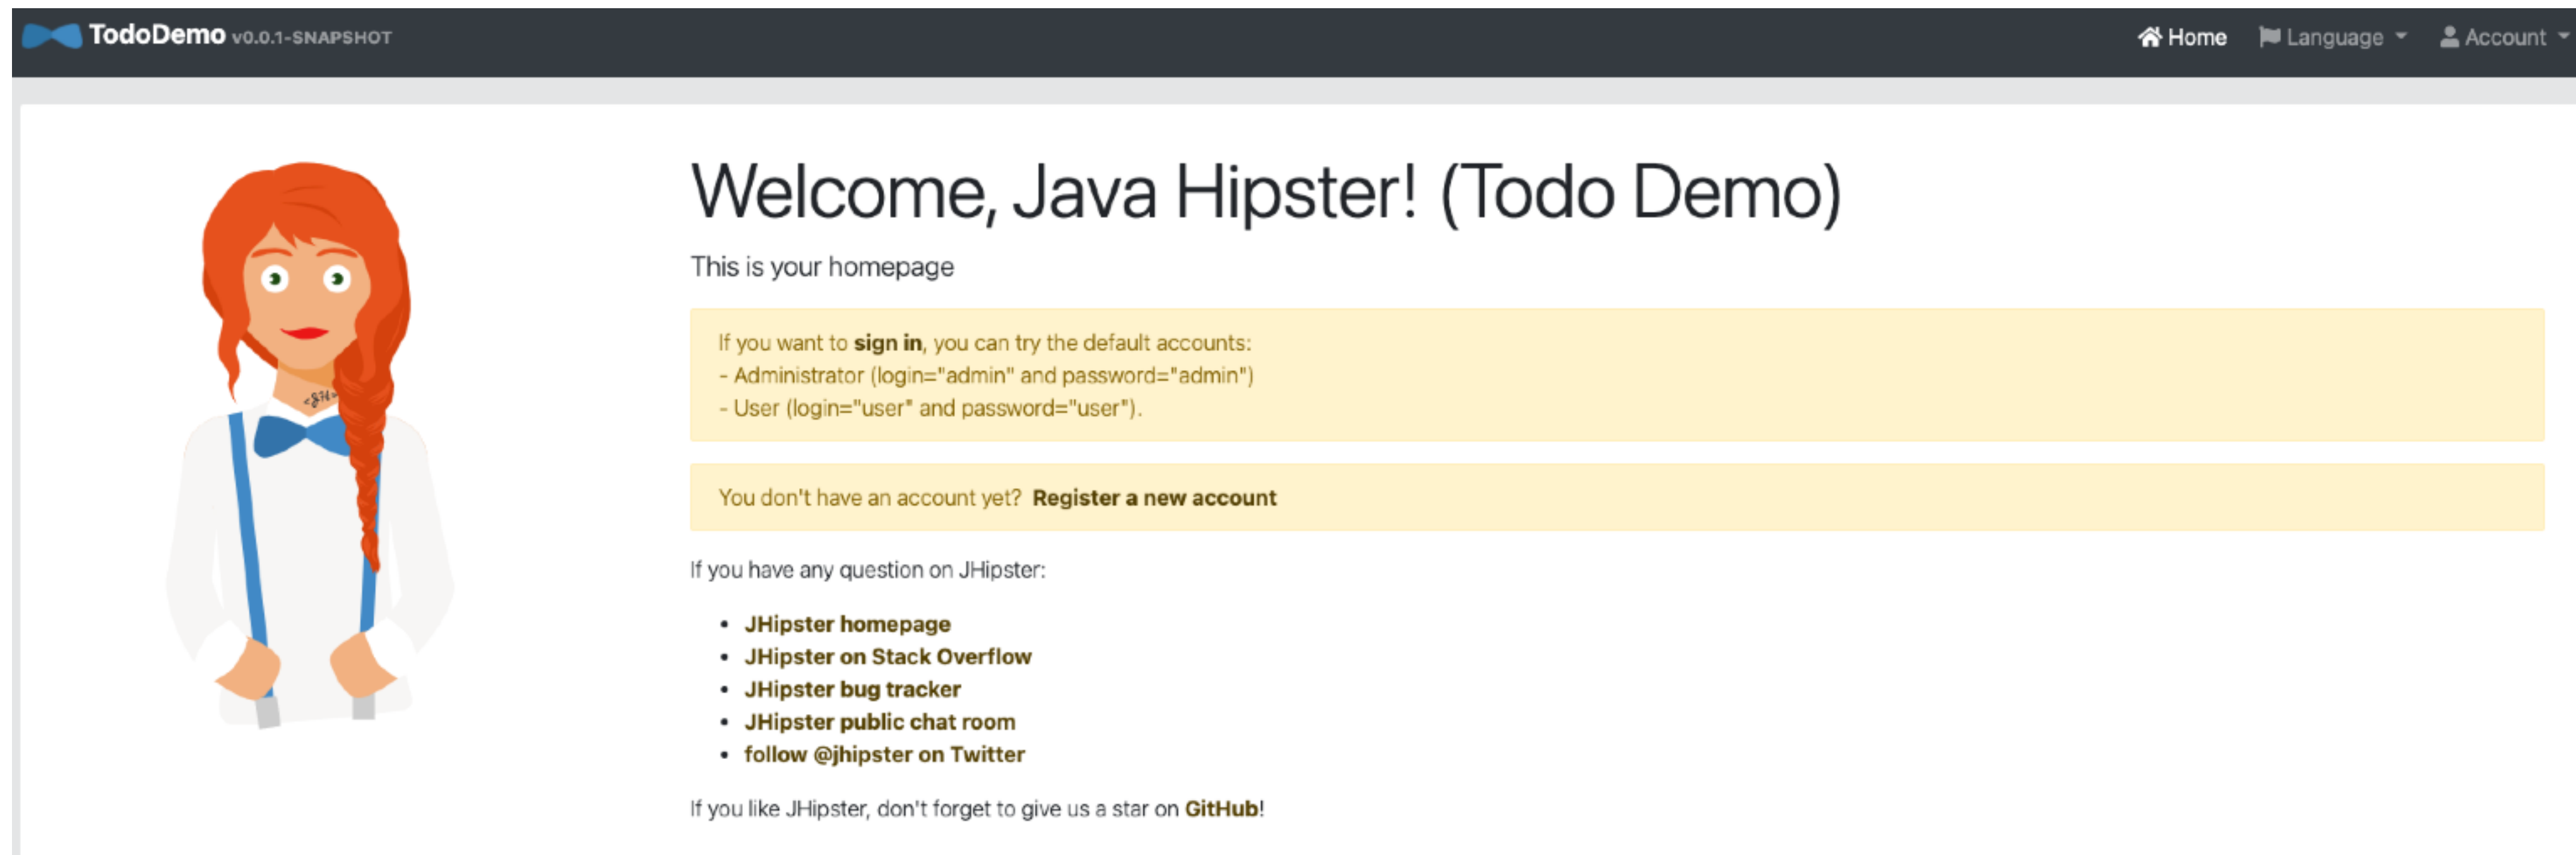 TodoDemo v0.0.1-SNAPSHOT
Home Language Account
Welcome, Java Hipster! (Todo Demo)
This is your homepage
If you want to sign in, you can try the default accounts:
- Administrator (login="admin" and password="admin")
- User (login="user" and password="user").
You don't have an account yet? Register a new account
If you have any question on JHipster:
• JHipster homepage
• JHipster on Stack Overflow
• JHipster bug tracker
• JHipster public chat room
• follow @jhipster on Twitter
If you like JHipster, don't forget to give us a star on GitHub!